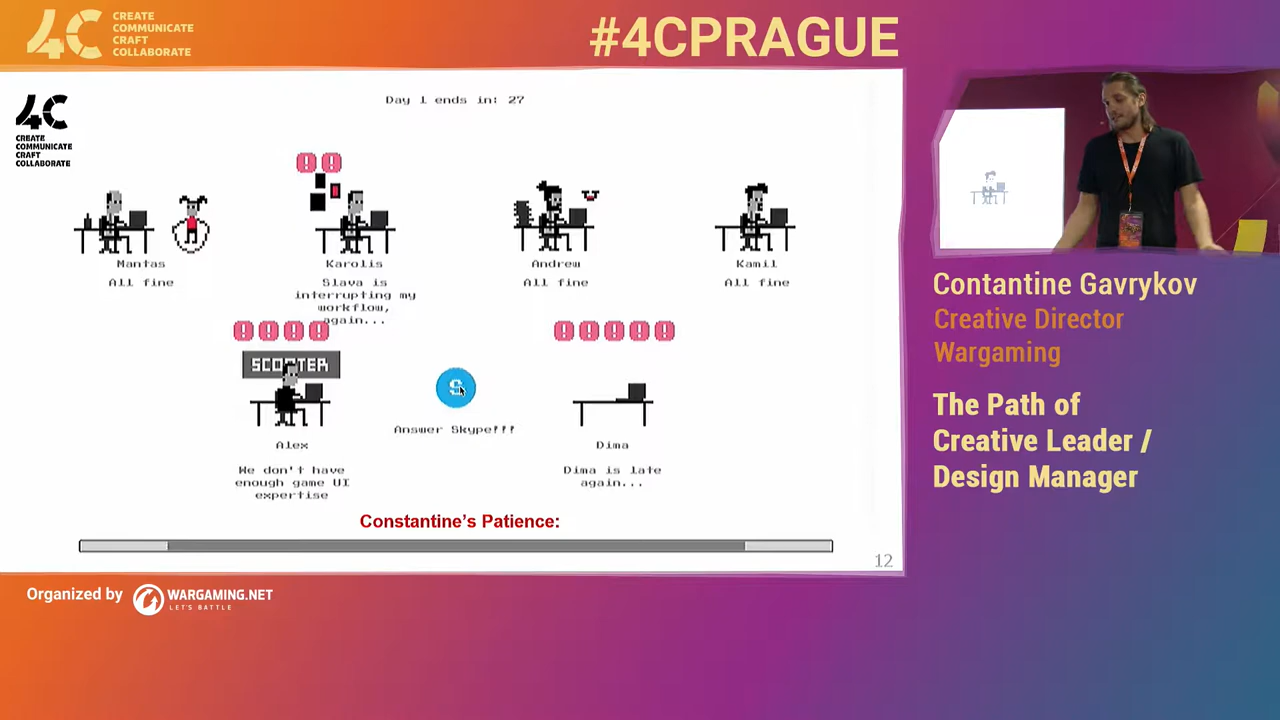 4C
CREATE
COMMUNICATE
CRAFT
COLLABORATE
#4CPRAGUE
4C
CREATE
COMMUNICATE
CRAFT
COLLABORATE
Day 1 ends in: 27
Mantas
All fine
Karolis
Slava is
interrupting my
workflow,
again...
Andrew
All fine
Kamil
All fine
SCOOTER
Alex
We don't have
enough game UI
expertise
S
Answer Skype!!!
Dima
Dima is late
again...
Constantine's Patience:
12
Contantine Gavrykov
Creative Director
Wargaming
The Path of
Creative Leader /
Design Manager
Organized by
WARGAMING.NET
LET'S BATTLE